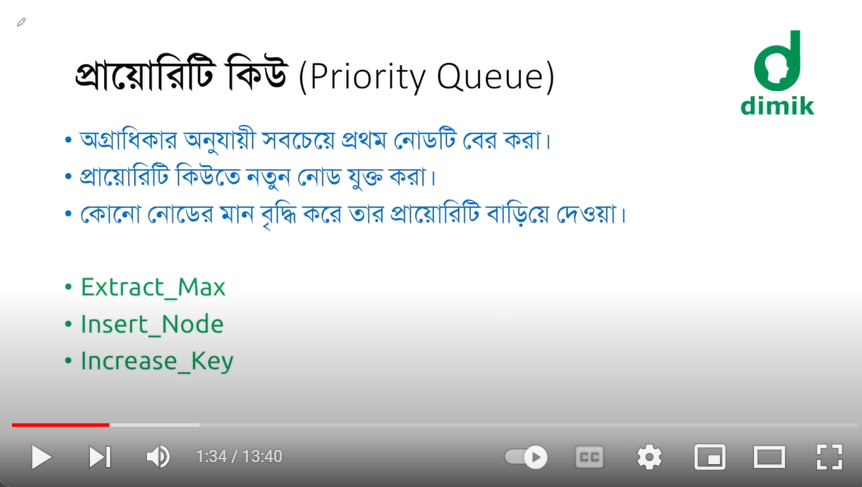 প্রায়োরিটি কিউ (Priority Queue)
dimik
• অগ্রাধিকার অনুযায়ী সবচেয়ে প্রথম নোডটি বের করা।
• প্রায়োরিটি কিউতে নতুন নোড যুক্ত করা।
• কোনো নোডের মান বৃদ্ধি করে তার প্রায়োরিটি বাড়িয়ে দেওয়া।
• Extract_Max
• Insert_Node
• Increase_Key
1:34 / 13:40
CC